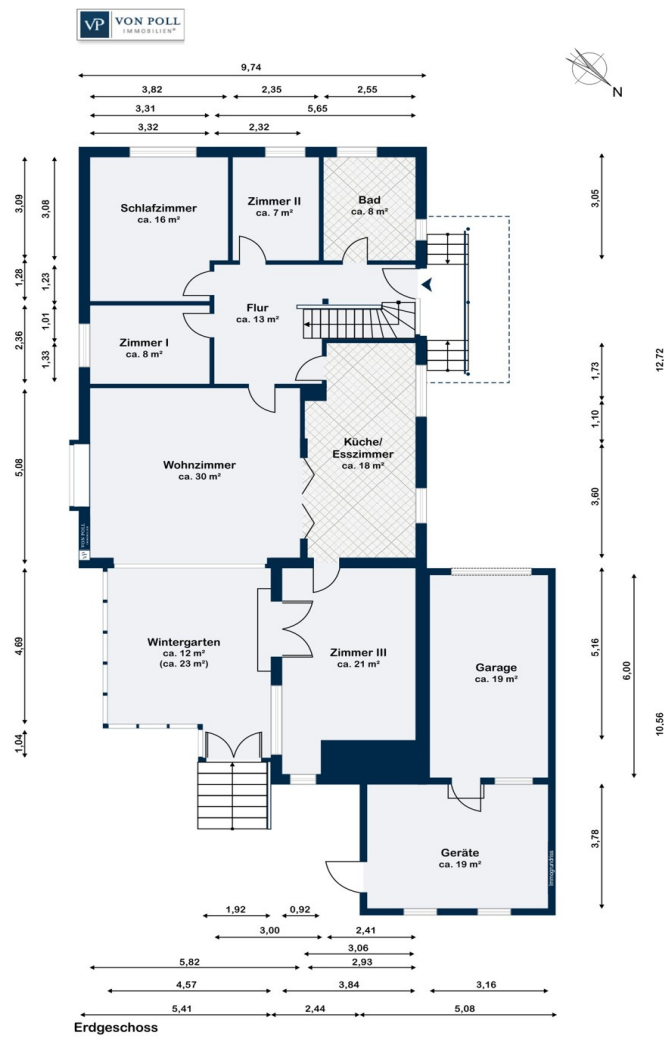 VP VON POLL
IMMOBILIEN®
N
9,74
3,82 2,35 2,55
3,31 5,65
3,32 2,32
3,09
3,08
3,05
1,28
1,23
2,36
1,01
1,33
5,08
4,69
1,04
1,73
1,10
3,60
12,72
5,16
6,00
10,56
3,78
Schlafzimmer
ca. 16 m²
Zimmer II
ca. 7 m²
Bad
ca. 8 m²
Flur
ca. 13 m²
Zimmer I
ca. 8 m²
Wohnzimmer
ca. 30 m²
Küche/
Esszimmer
ca. 18 m²
VP VON POLL
Wintergarten
ca. 12 m²
(ca. 23 m²)
Zimmer III
ca. 21 m²
Garage
ca. 19 m²
Geräte
ca. 19 m²
immogrundriss
1,92 0,92
3,00 2,41
3,06
5,82 2,93
4,57 3,84 3,16
5,41 2,44 5,08
Erdgeschoss